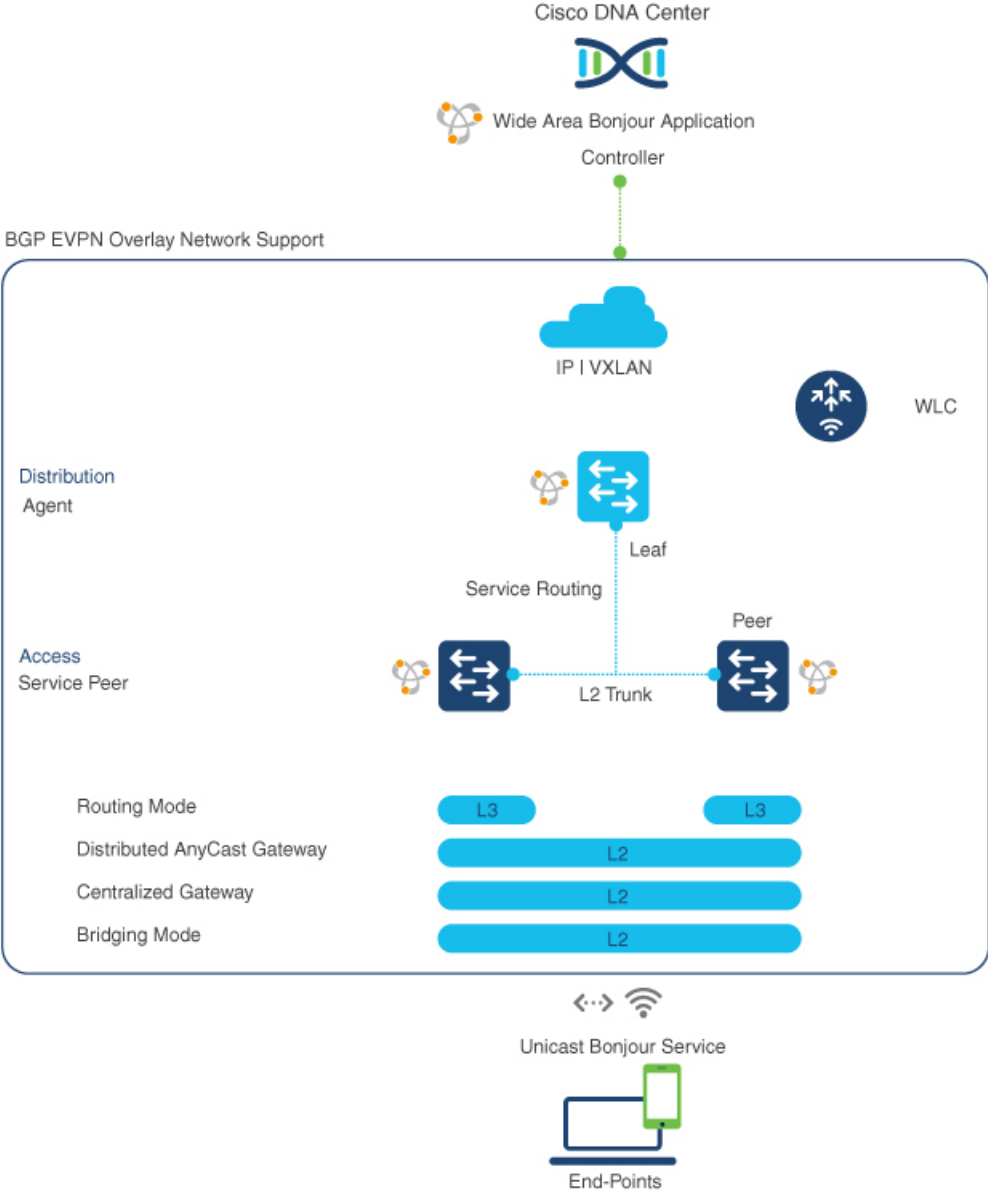 Cisco DNA Center
Wide Area Bonjour Application
Controller
BGP EVPN Overlay Network Support
IP | VXLAN
WLC
Distribution
Agent
Leaf
Service Routing
Peer
Access
Service Peer
L2 Trunk
Routing Mode
L3
L3
Distributed AnyCast Gateway
L2
Centralized Gateway
L2
Bridging Mode
L2
Unicast Bonjour Service
End-Points